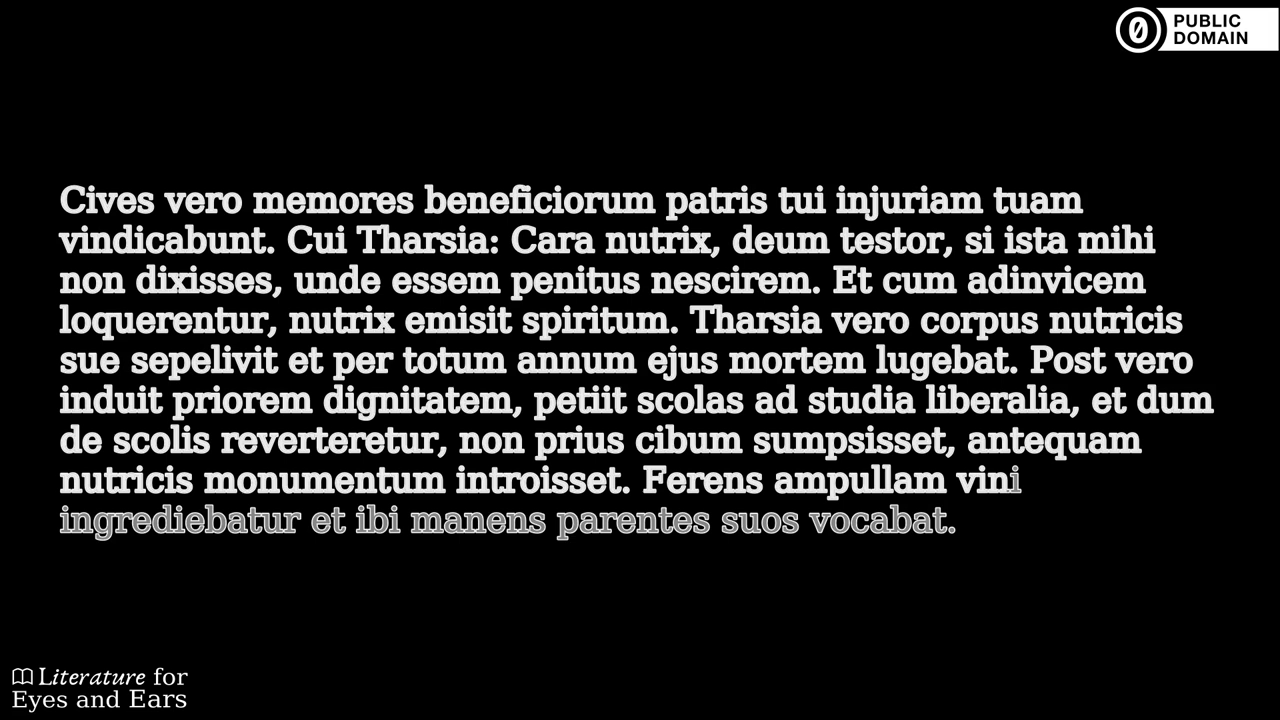 PUBLIC
DOMAIN
Cives vero memores beneficiorum patris tui injuriam tuam
vindicabunt. Cui Tharsia: Cara nutrix, deum testor, si ista mihi
non dixisses, unde essem penitus nescirem. Et cum adinvicem
loquerentur, nutrix emisit spiritum. Tharsia vero corpus nutricis
sue sepelivit et per totum annum ejus mortem lugebat. Post vero
induit priorem dignitatem, petiit scolas ad studia liberalia, et dum
de scolis reverteretur, non prius cibum sumpsisset, antequam
nutricis monumentum introisset. Ferens ampullam vini
ingrediebatur et ibi manens parentes suos vocabat.
Literature for
Eyes and Ears